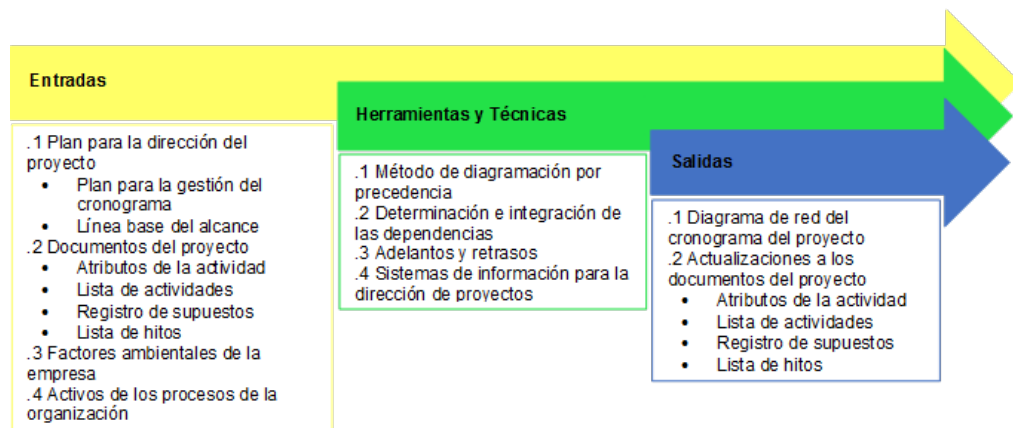 Entradas
.1 Plan para la dirección del
proyecto
• Plan para la gestión del
cronograma
• Línea base del alcance
.2 Documentos del proyecto
• Atributos de la actividad
• Lista de actividades
• Registro de supuestos
• Lista de hitos
.3 Factores ambientales de la
empresa
.4 Activos de los procesos de la
organización
Herramientas y Técnicas
.1 Método de diagramación por
precedencia
.2 Determinación e integración de
las dependencias
.3 Adelantos y retrasos
.4 Sistemas de información para la
dirección de proyectos
Salidas
.1 Diagrama de red del
cronograma del proyecto
.2 Actualizaciones a los
documentos del proyecto
• Atributos de la actividad
• Lista de actividades
• Registro de supuestos
• Lista de hitos